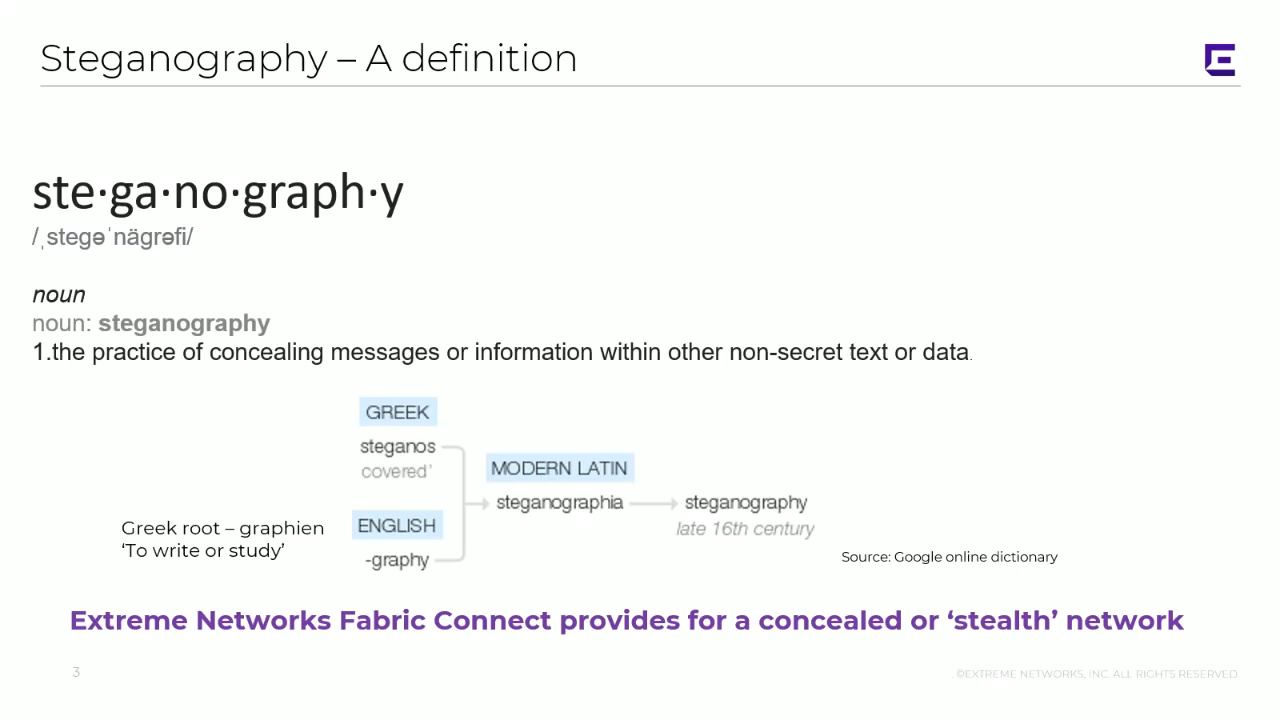 Steganography – A definition
ste·ga·no·graph·y
/ˌstegəˈnägrəfi/
noun
noun: steganography
1.the practice of concealing messages or information within other non-secret text or data.
GREEK
steganos
covered’
MODERN LATIN
steganographia
steganography
late 16th century
Greek root – graphien
‘To write or study’
ENGLISH
-graphy
Source: Google online dictionary
Extreme Networks Fabric Connect provides for a concealed or ‘stealth’ network
3
. ©EXTREME NETWORKS, INC. ALL RIGHTS RESERVED